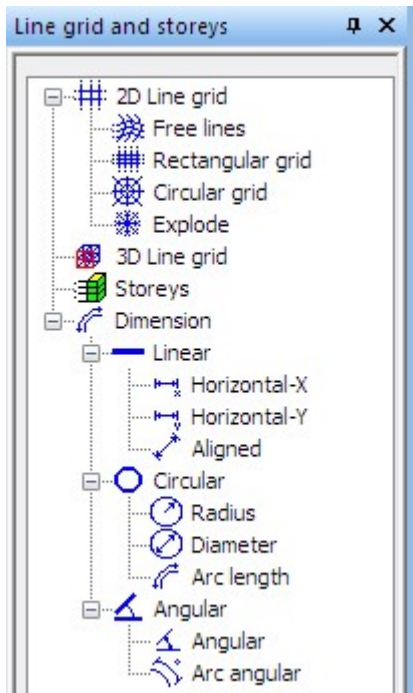 Line grid and storeys
2D Line grid
Free lines
Rectangular grid
Circular grid
Explode
3D Line grid
Storeys
Dimension
Linear
Horizontal-X
Horizontal-Y
Aligned
Circular
Radius
Diameter
Arc length
Angular
Angular
Arc angular